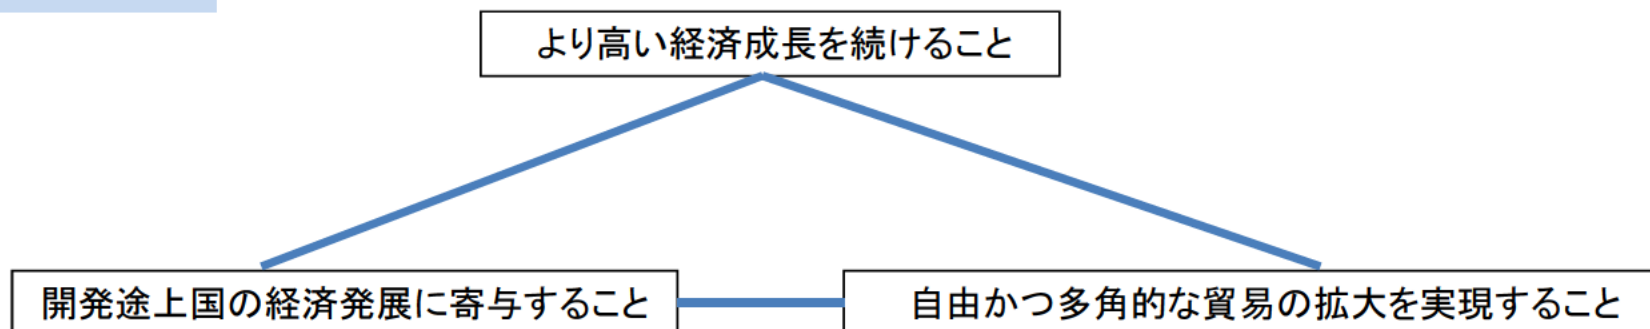 より高い経済成長を続けること
開発途上国の経済発展に寄与すること
自由かつ多角的な貿易の拡大を実現すること